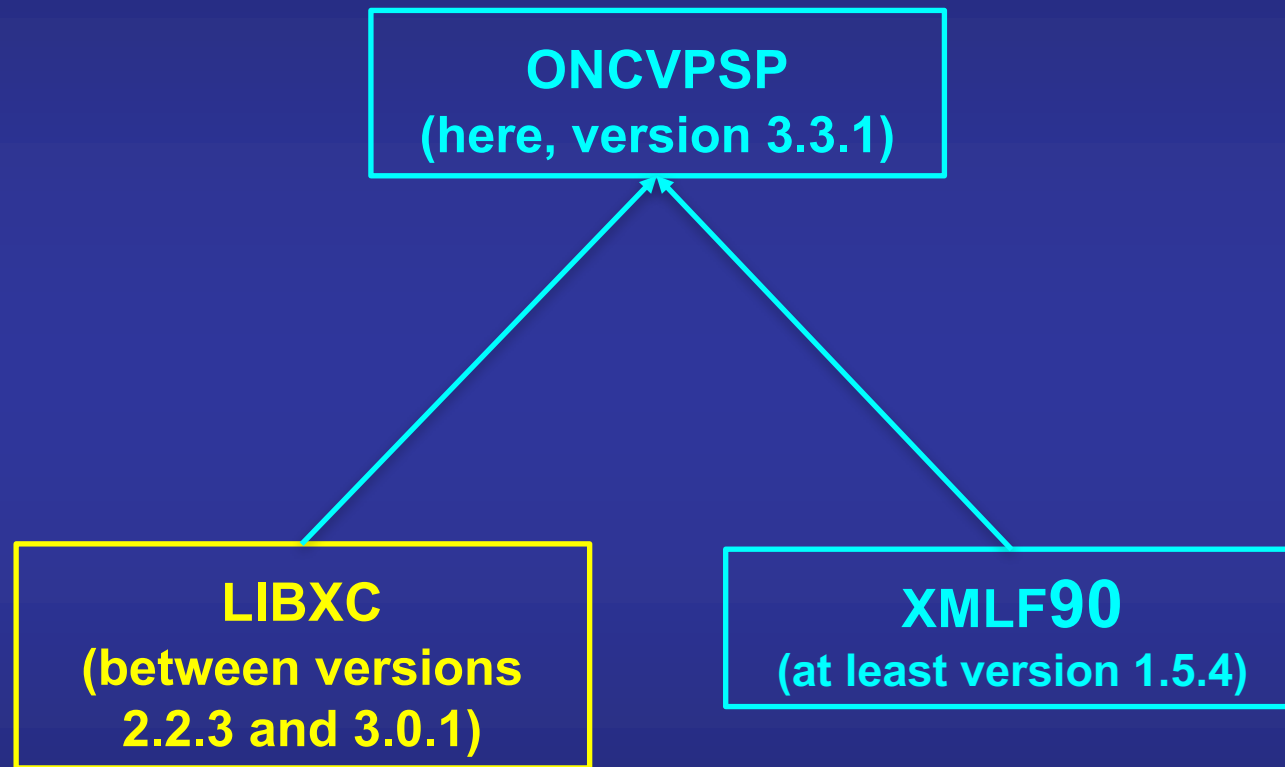 ONCVPSP
(here, version 3.3.1)
LIBXC
(between versions
2.2.3 and 3.0.1)
XMLF90
(at least version 1.5.4)